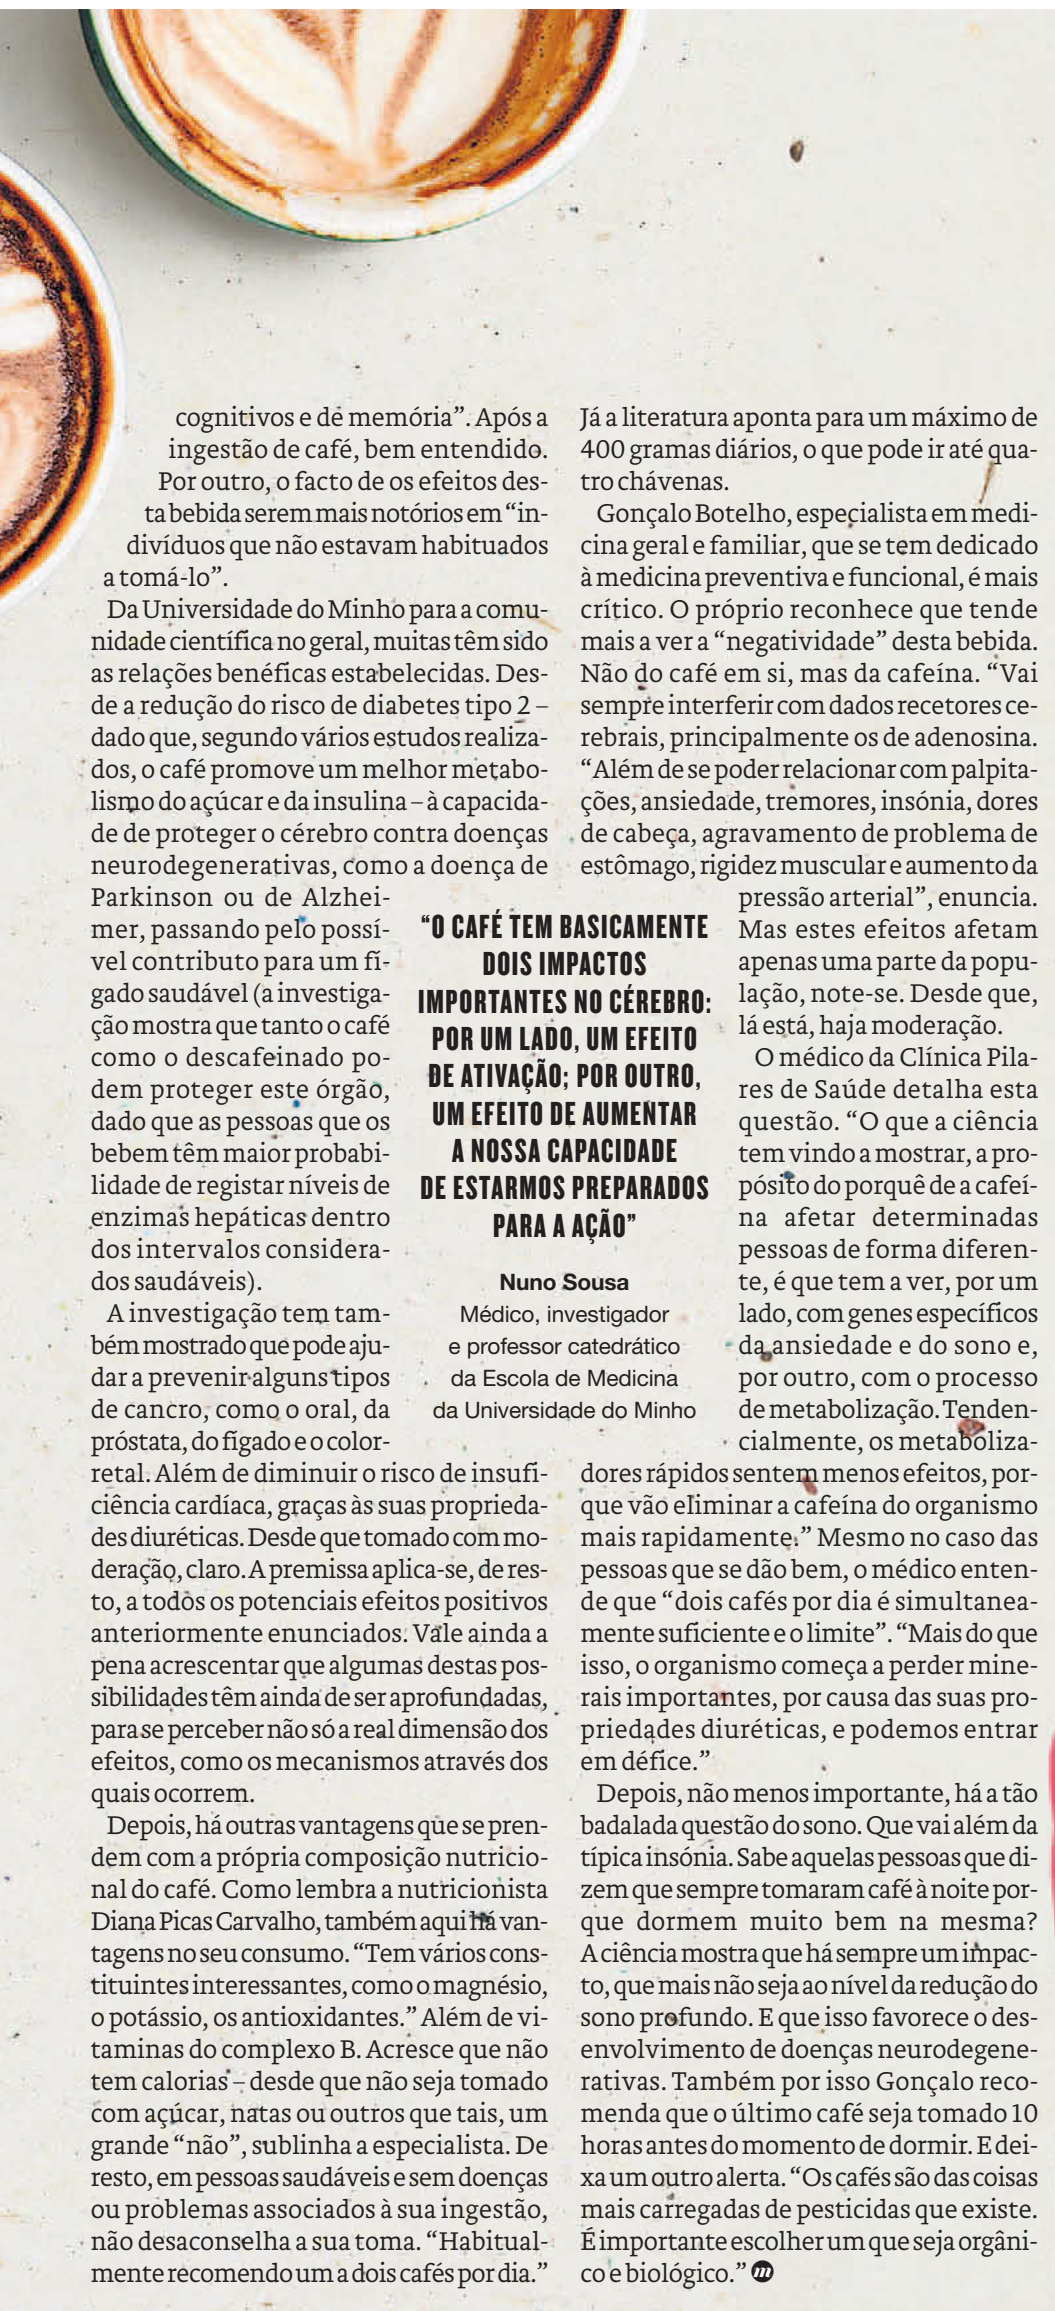 cognitivos e de memória”. Após a
ingestão de café, bem entendido.
Por outro, o facto de os efeitos des-
ta bebida serem mais notórios em “in-
divíduos que não estavam habituados
a tomá-lo”.
Da Universidade do Minho para a comu-
nidade científica no geral, muitas têm sido
as relações benéficas estabelecidas. Des-
de a redução do risco de diabetes tipo 2 –
dado que, segundo vários estudos realiza-
dos, o café promove um melhor metabo-
lismo do açúcar e da insulina – à capacida-
de de proteger o cérebro contra doenças
neurodegenerativas, como a doença de
Parkinson ou de Alzhei-
mer, passando pelo possí-
vel contributo para um fí-
gado saudável (a investiga-
ção mostra que tanto o café
como o descafeinado po-
dem proteger este órgão,
dado que as pessoas que os
bebem têm maior probabi-
lidade de registar níveis de
enzimas hepáticas dentro
dos intervalos considera-
dos saudáveis).
A investigação tem tam-
bém mostrado que pode aju-
dar a prevenir alguns tipos
de cancro, como o oral, da
próstata, do fígado e o color-
retal. Além de diminuir o risco de insufi-
ciência cardíaca, graças às suas proprieda-
des diuréticas. Desde que tomado com mo-
deração, claro. A premissa aplica-se, de res-
to, a todos os potenciais efeitos positivos
anteriormente enunciados. Vale ainda a
pena acrescentar que algumas destas pos-
sibilidades têm ainda de ser aprofundadas,
para se perceber não só a real dimensão dos
efeitos, como os mecanismos através dos
quais ocorrem.
Depois, há outras vantagens que se pren-
dem com a própria composição nutricio-
nal do café. Como lembra a nutricionista
Diana Picas Carvalho, também aqui há van-
tagens no seu consumo. “Tem vários cons-
tituintes interessantes, como o magnésio,
o potássio, os antioxidantes.” Além de vi-
taminas do complexo B. Acresce que não
tem calorias – desde que não seja tomado
com açúcar, natas ou outros que tais, um
grande “não”, sublinha a especialista. De
resto, em pessoas saudáveis e sem doenças
ou problemas associados à sua ingestão,
não desaconselha a sua toma. “Habitual-
mente recomendo um a dois cafés por dia.”
“O CAFÉ TEM BASICAMENTE
DOIS IMPACTOS
IMPORTANTES NO CÉREBRO:
POR UM LADO, UM EFEITO
DE ATIVAÇÃO; POR OUTRO,
UM EFEITO DE AUMENTAR
A NOSSA CAPACIDADE
DE ESTARMOS PREPARADOS
PARA A AÇÃO”
Nuno Sousa
Médico, investigador
e professor catedrático
da Escola de Medicina
da Universidade do Minho
Já a literatura aponta para um máximo de
400 gramas diários, o que pode ir até qua-
tro chávenas.
Gonçalo Botelho, especialista em medi-
cina geral e familiar, que se tem dedicado
à medicina preventiva e funcional, é mais
crítico. O próprio reconhece que tende
mais a ver a “negatividade” desta bebida.
Não do café em si, mas da cafeína. “Vai
sempre interferir com dados recetores ce-
rebrais, principalmente os de adenosina.
“Além de se poder relacionar com palpita-
ções, ansiedade, tremores, insónia, dores
de cabeça, agravamento de problema de
estômago, rigidez muscular e aumento da
pressão arterial”, enuncia.
Mas estes efeitos afetam
apenas uma parte da popu-
lação, note-se. Desde que,
lá está, haja moderação.
O médico da Clínica Pila-
res de Saúde detalha esta
questão. “O que a ciência
tem vindo a mostrar, a pro-
pósito do porquê de a cafeí-
na afetar determinadas
pessoas de forma diferen-
te, é que tem a ver, por um
lado, com genes específicos
da ansiedade e do sono e,
por outro, com o processo
de metabolização. Tenden-
cialmente, os metaboliza-
dores rápidos sentem menos efeitos, por-
que vão eliminar a cafeína do organismo
mais rapidamente.” Mesmo no caso das
pessoas que se dão bem, o médico enten-
de que “dois cafés por dia é simultanea-
mente suficiente e o limite”. “Mais do que
isso, o organismo começa a perder mine-
rais importantes, por causa das suas pro-
priedades diuréticas, e podemos entrar
em défice.”
Depois, não menos importante, há a tão
badalada questão do sono. Que vai além da
típica insónia. Sabe aquelas pessoas que di-
zem que sempre tomaram café à noite por-
que dormem muito bem na mesma?
A ciência mostra que há sempre um impac-
to, que mais não seja ao nível da redução do
sono profundo. E que isso favorece o des-
envolvimento de doenças neurodegene-
rativas. Também por isso Gonçalo reco-
menda que o último café seja tomado 10
horas antes do momento de dormir. E dei-
xa um outro alerta. “Os cafés são das coisas
mais carregadas de pesticidas que existe.
É importante escolher um que seja orgâni-
co e biológico.” m